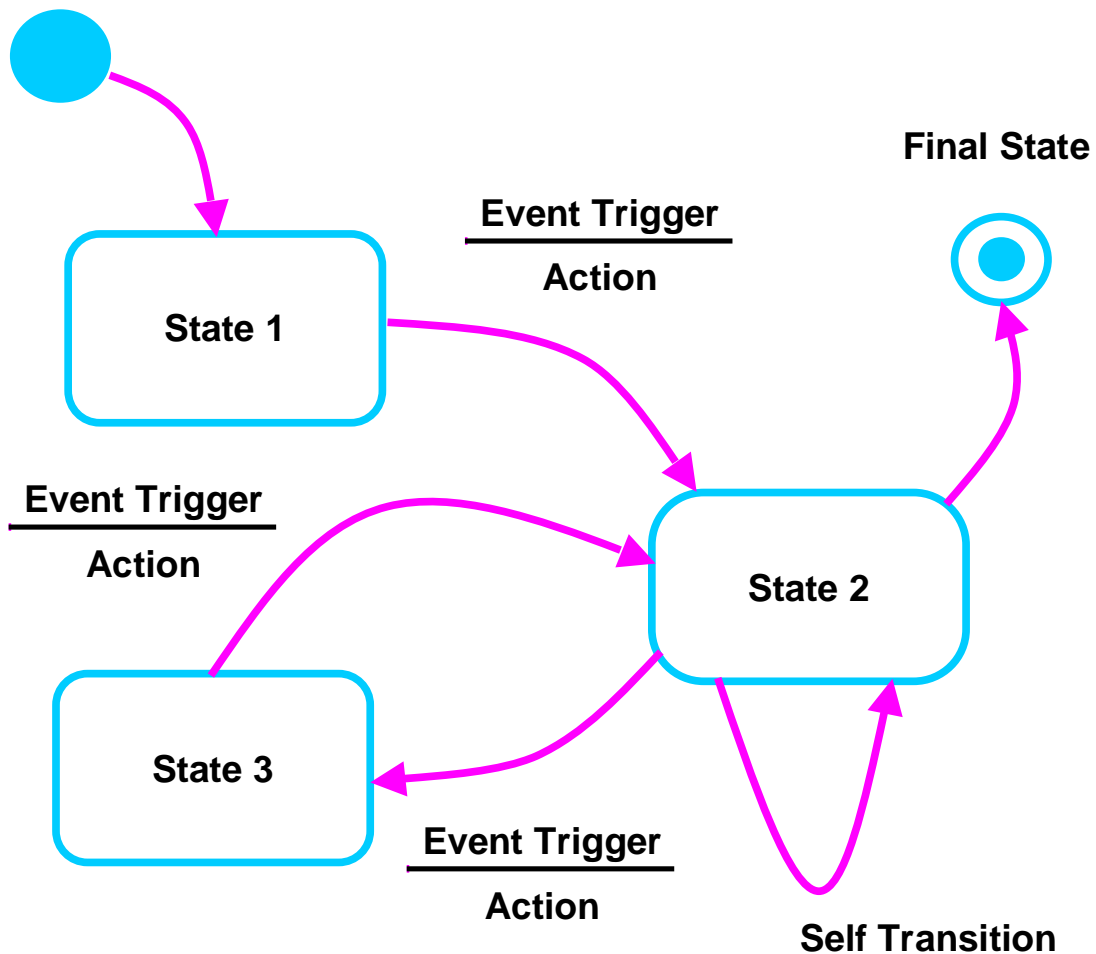 Final State
Event Trigger
Action
State 1
Event Trigger
Action
State 2
State 3
Event Trigger
Action
Self Transition